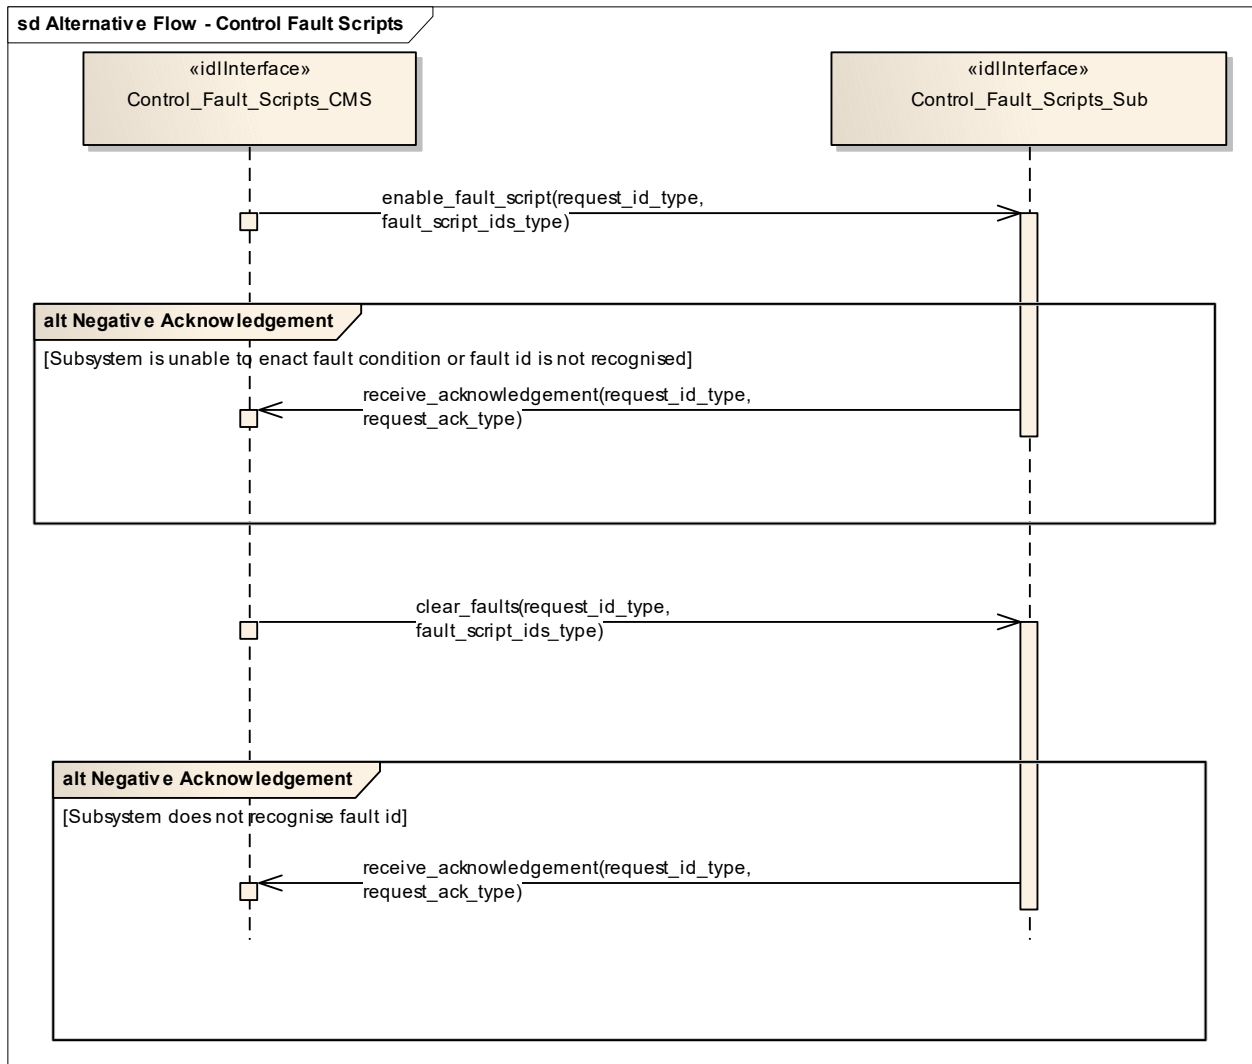 sd Alternative Flow - Control Fault Scripts
«idlInterface»
Control_Fault_Scripts_CMS
«idlInterface»
Control_Fault_Scripts_Sub
enable_fault_script(request_id_type,
fault_script_ids_type)
alt Negative Acknowledgement
[Subsystem is unable to enact fault condition or fault id is not recognised]
receive_acknowledgement(request_id_type,
request_ack_type)
clear_faults(request_id_type,
fault_script_ids_type)
alt Negative Acknowledgement
[Subsystem does not recognise fault id]
receive_acknowledgement(request_id_type,
request_ack_type)